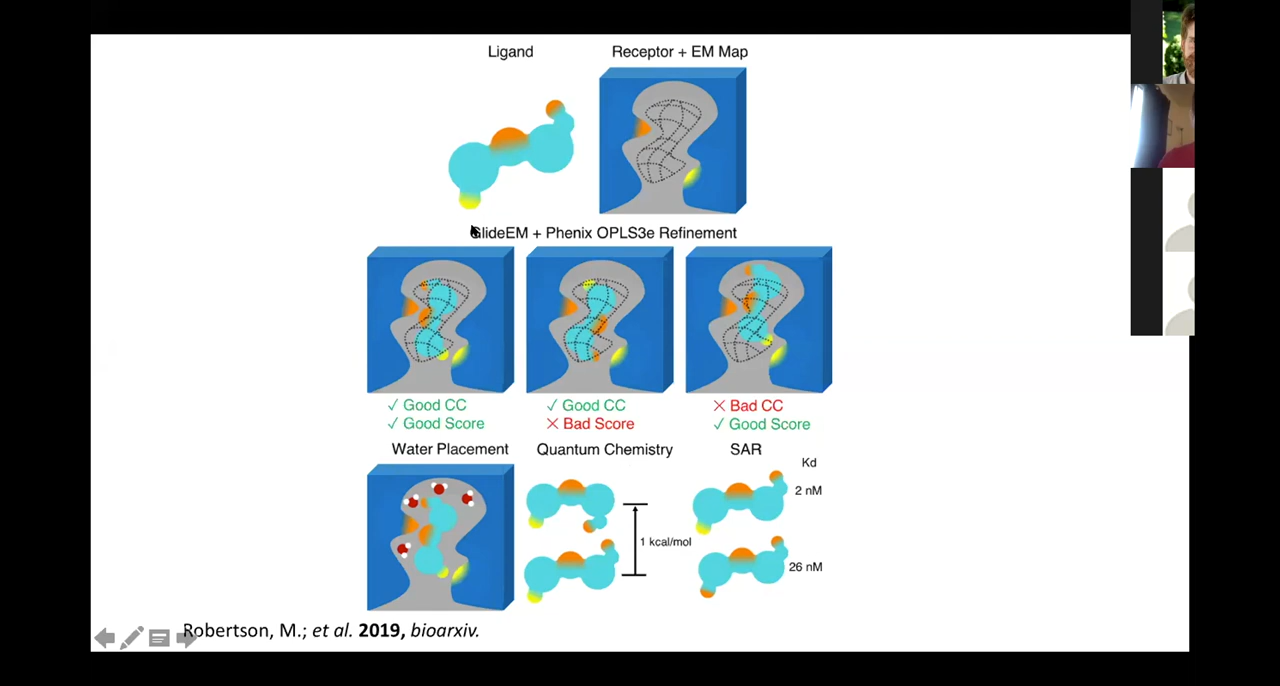 Ligand
Receptor + EM Map
GlideEM + Phenix OPLS3e Refinement
✓ Good CC
✓ Good Score
✓ Good CC
✕ Bad Score
✕ Bad CC
✓ Good Score
Water Placement
Quantum Chemistry
SAR
Kd
2 nM
1 kcal/mol
26 nM
Robertson, M.; et al. 2019, bioarxiv.